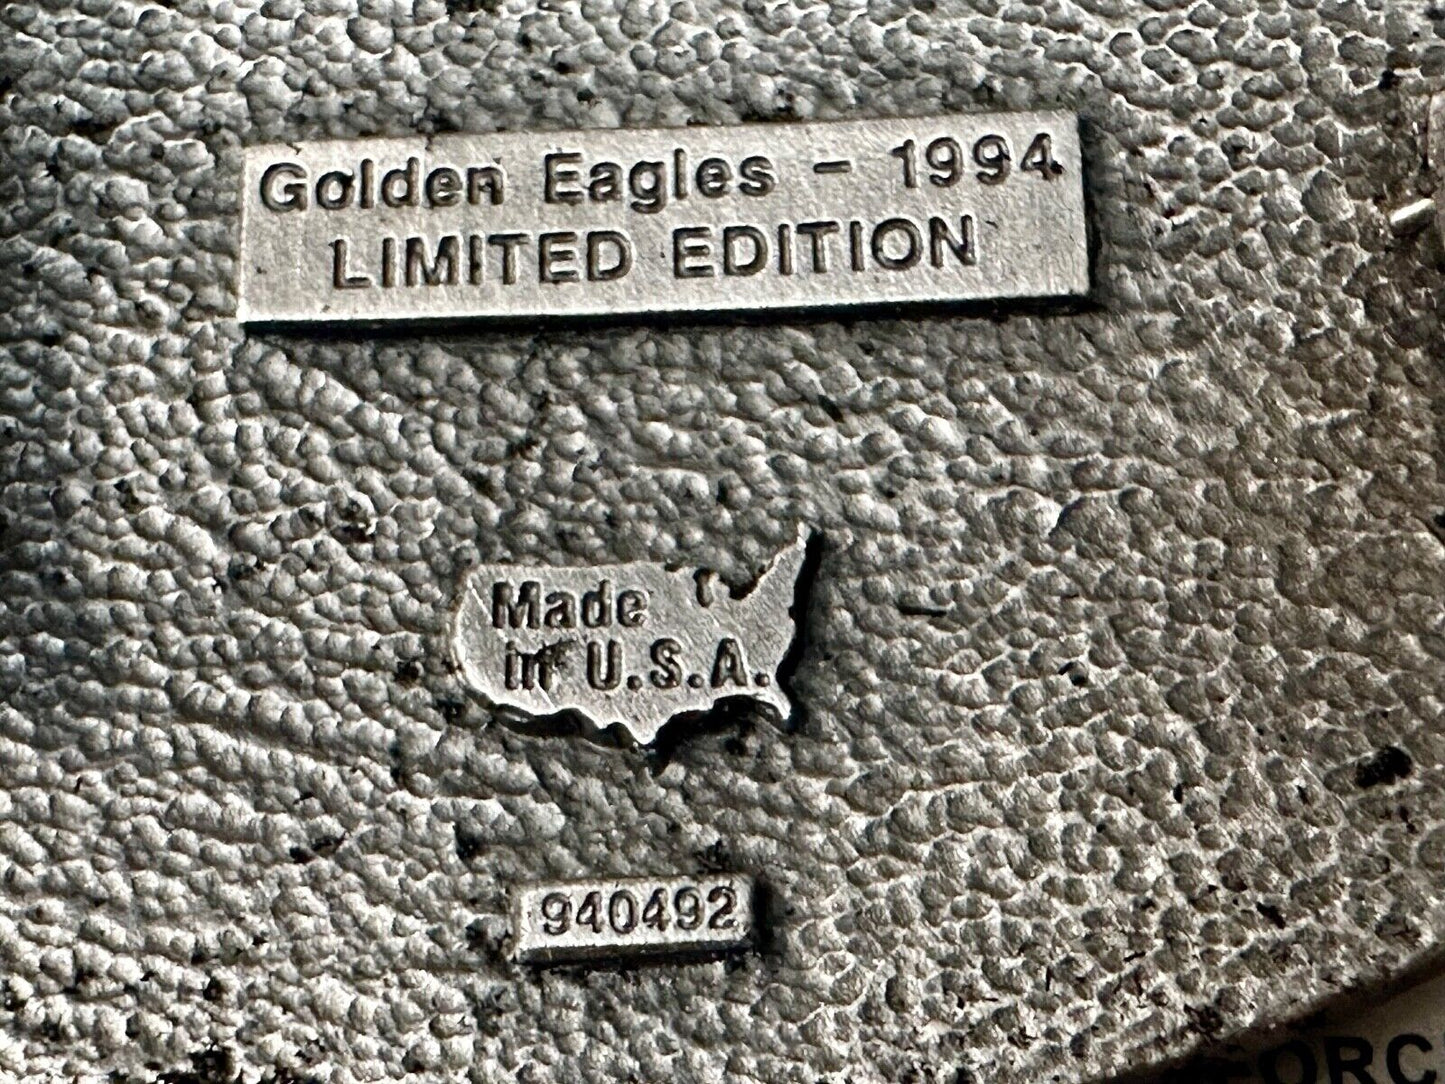 Golden Eagles - 1994
LIMITED EDITION
Made
in U.S.A.
940492